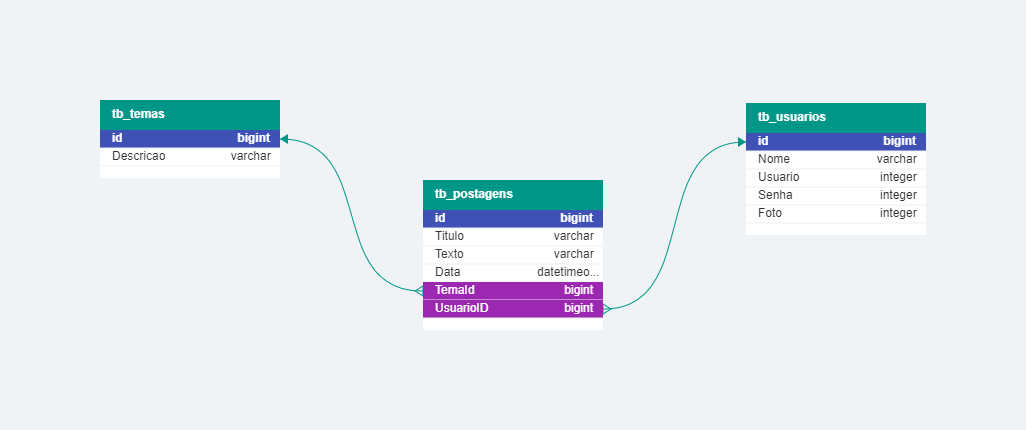 tb_temas
id bigint
Descricao varchar
tb_postagens
id bigint
Titulo varchar
Texto varchar
Data datetimeo...
TemaId bigint
UsuarioID bigint
tb_usuarios
id bigint
Nome varchar
Usuario integer
Senha integer
Foto integer